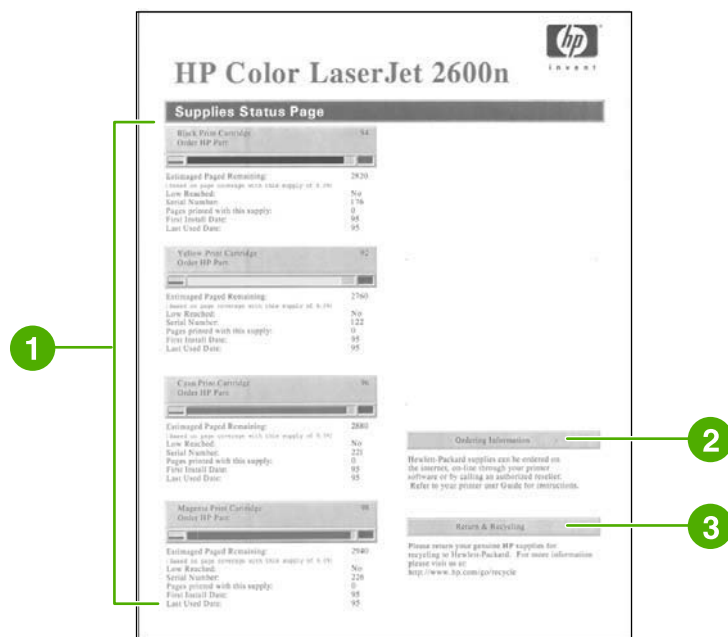 hp
invent
HP Color LaserJet 2600n
Supplies Status Page
Black Print Cartridge 94
Order HP Part
Estimaged Paged Remaining: 2820
Low Reached: No
Serial Number: 176
Pages printed with this supply: 0
First Install Date: 95
Last Used Date: 95
Yellow Print Cartridge 92
Order HP Part
Estimaged Paged Remaining: 2760
Low Reached: No
Serial Number: 122
Pages printed with this supply: 0
First Install Date: 95
Last Used Date: 95
Cyan Print Cartridge 96
Order HP Part
Estimaged Paged Remaining: 2880
Low Reached: No
Serial Number: 221
Pages printed with this supply: 0
First Install Date: 95
Last Used Date: 95
Magenta Print Cartridge 98
Order HP Part
Estimaged Paged Remaining: 2940
Low Reached: No
Serial Number: 226
Pages printed with this supply: 0
First Install Date: 95
Last Used Date: 95
1
Ordering Information
Hewlett-Packard supplies can be ordered on
the internet, on-line through your printer
software or by calling an authorized reseller.
Refer to your printer user Guide for instructions.
2
Return & Recycling
Please return your genuine HP supplies for
recycling to Hewlett-Packard. For more information
please visit us at:
http://www.hp.com/go/recycle
3